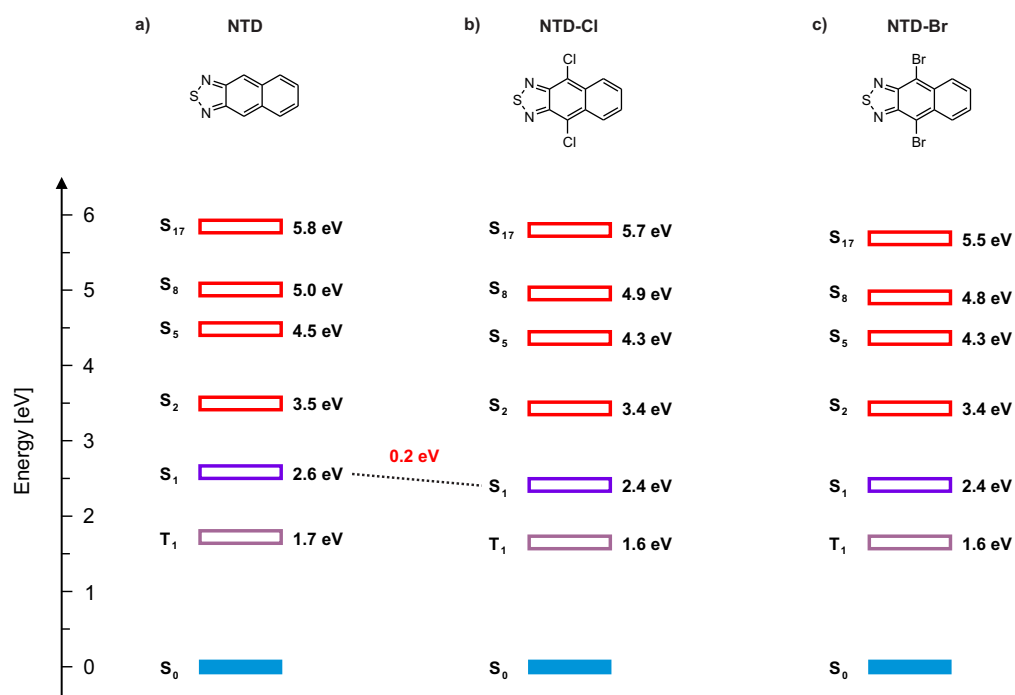 a) NTD
b) NTD-Cl
c) NTD-Br
N
S
N
Cl
N
S
N
Cl
Br
N
S
N
Br
Energy [eV]
6
5
4
3
2
1
0
S17 5.8 eV
S8 5.0 eV
S5 4.5 eV
S2 3.5 eV
S1 2.6 eV
T1 1.7 eV
S0
0.2 eV
S17 5.7 eV
S8 4.9 eV
S5 4.3 eV
S2 3.4 eV
S1 2.4 eV
T1 1.6 eV
S0
S17 5.5 eV
S8 4.8 eV
S5 4.3 eV
S2 3.4 eV
S1 2.4 eV
T1 1.6 eV
S0